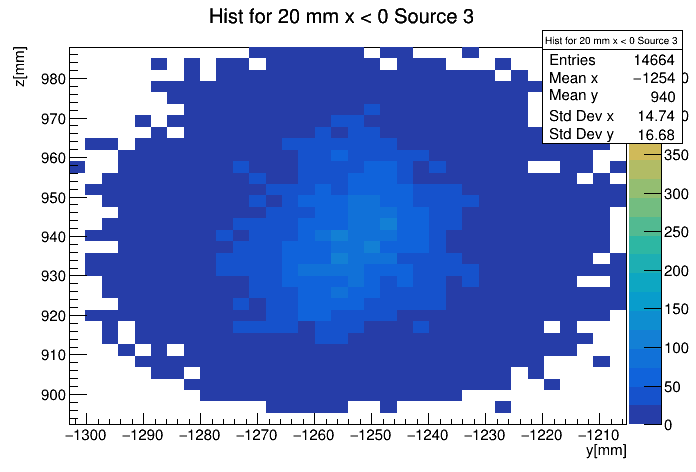 Hist for 20 mm x < 0 Source 3
z[mm]
Hist for 20 mm x < 0 Source 3
Entries 14664
Mean x −1254
Mean y 940
Std Dev x 14.74
Std Dev y 16.68
980
970
960
950
940
930
920
910
900
0
0
350
300
250
200
150
100
50
0
−1300 −1290 −1280 −1270 −1260 −1250 −1240 −1230 −1220 −1210
y[mm]